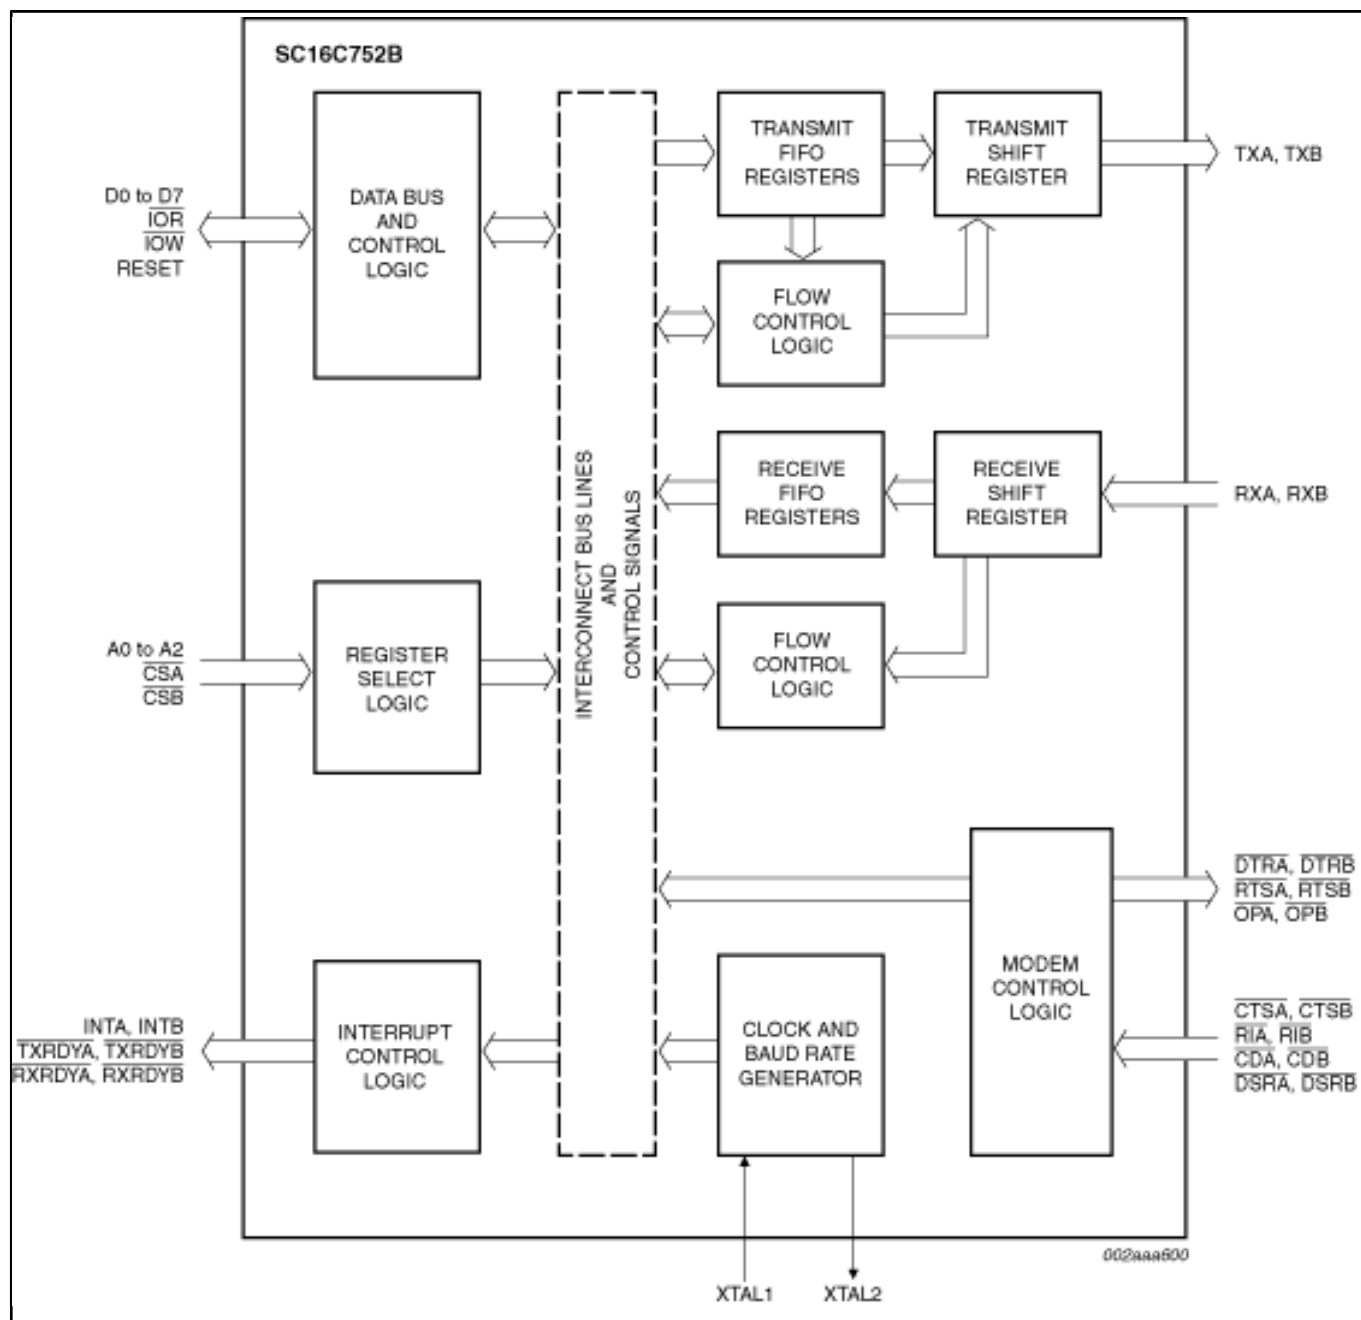 SC16C752B
DATA BUS
AND
CONTROL
LOGIC
TRANSMIT
FIFO
REGISTERS
TRANSMIT
SHIFT
REGISTER
TXA, TXB
D0 to D7
IOR
IOW
RESET
FLOW
CONTROL
LOGIC
RECEIVE
FIFO
REGISTERS
RECEIVE
SHIFT
REGISTER
RXA, RXB
INTERCONNECT BUS LINES
AND
CONTROL SIGNALS
A0 to A2
CSA
CSB
REGISTER
SELECT
LOGIC
FLOW
CONTROL
LOGIC
DTRA, DTRB
RTSA, RTSB
OPA, OPB
MODEM
CONTROL
LOGIC
CTSA, CTSB
RIA, RIB
CDA, CDB
DSRA, DSRB
INTA, INTB
TXRDYA, TXRDYB
RXRDYA, RXRDYB
INTERRUPT
CONTROL
LOGIC
CLOCK AND
BAUD RATE
GENERATOR
002aaa600
XTAL1
XTAL2